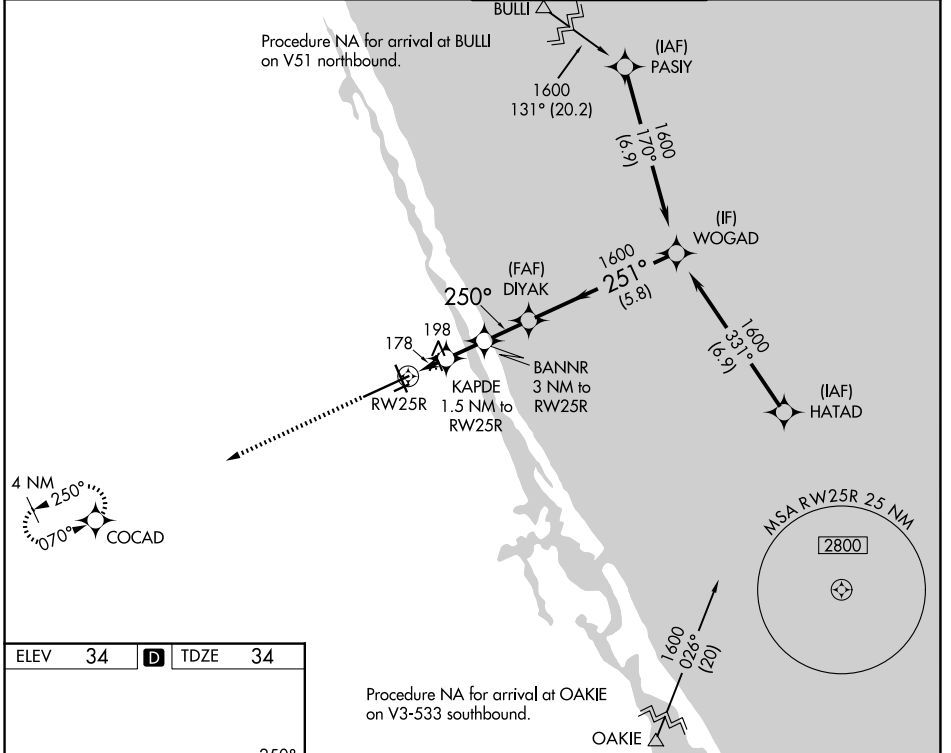 BULLI
Procedure NA for arrival at BULLI
on V51 northbound.
(IAF)
PASIY
1600
131° (20.2)
1600
170°
(6.9)
(IF)
WOGAD
1600
251°
(5.8)
(FAF)
DIYAK
250°
198
178
BANNR
3 NM to
RW25R
KAPDE
1.5 NM to
RW25R
RW25R
1600
331°
(6.9)
(IAF)
HATAD
4 NM
250°
070°
COCAD
MSA RW25R 25 NM
2800
1600
026°
(20)
ELEV 34 D TDZE 34
Procedure NA for arrival at OAKIE
on V3-533 southbound.
OAKIE